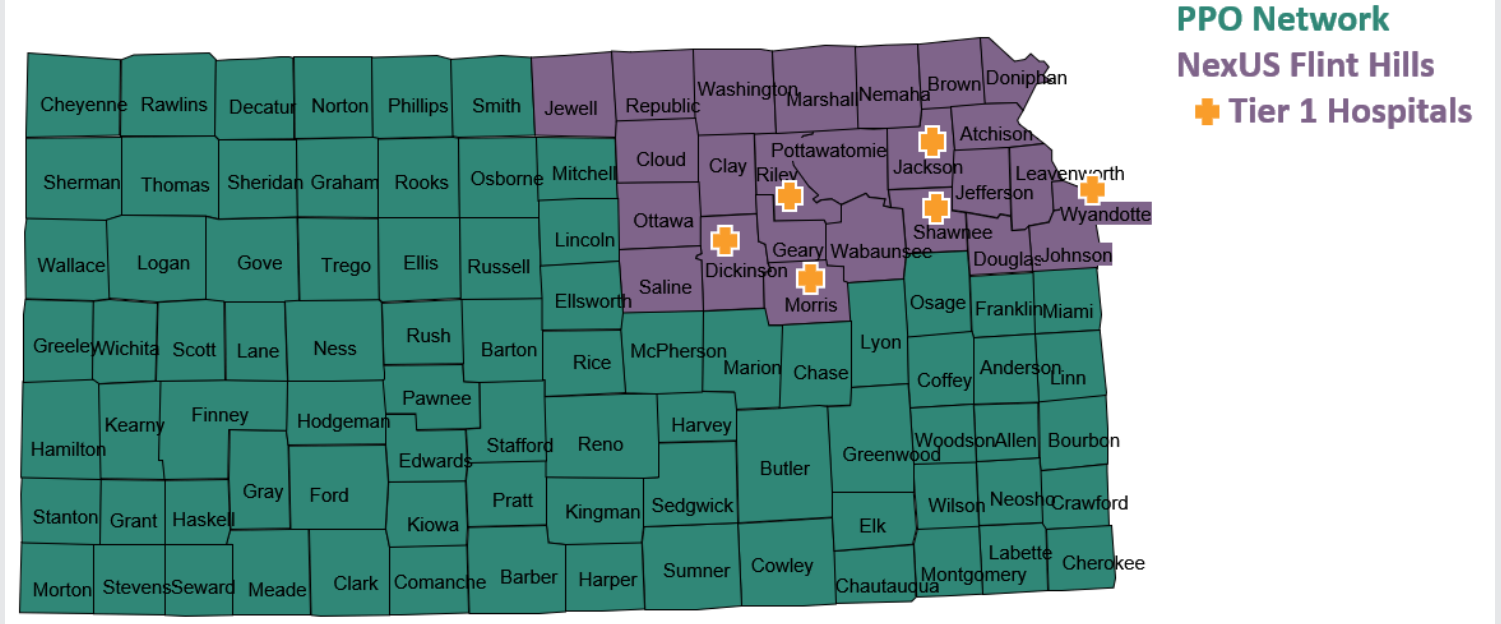 PPO Network
NexUS Flint Hills
Tier 1 Hospitals
Cheyenne Rawlins Decatur Norton Phillips Smith Jewell Republic Washington Marshall Nemaha Brown Doniphan
Sherman Thomas Sheridan Graham Rooks Osborne Mitchell Cloud Clay Riley Pottawatomie Jackson Atchison
Jefferson Leavenworth Wyandotte
Wallace Logan Gove Trego Ellis Russell Lincoln Ottawa Dickinson Geary Wabaunsee Shawnee Douglas Johnson
Ellsworth Saline Morris Osage Franklin Miami
Greeley Wichita Scott Lane Ness Rush Barton Rice McPherson Marion Chase Lyon Coffey Anderson Linn
Hamilton Kearny Finney Hodgeman Pawnee Edwards Stafford Reno Harvey Butler Greenwood Woodson Allen Bourbon
Stanton Grant Haskell Gray Ford Kiowa Pratt Kingman Sedgwick Elk Wilson Neosho Crawford
Morton Stevens Seward Meade Clark Comanche Barber Harper Sumner Cowley Chautauqua Montgomery Labette Cherokee